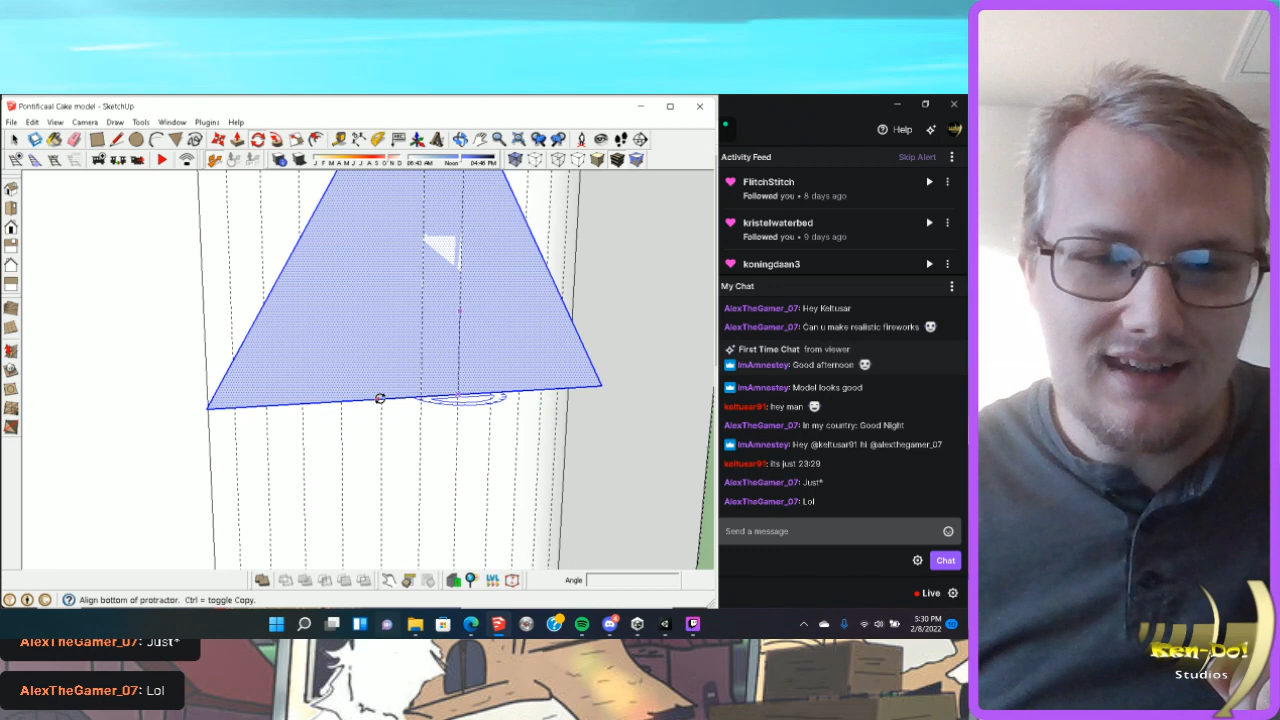 Pontificaal Cake model - SketchUp
File Edit View Camera Draw Tools Window Plugins Help
J F M A M J J A S O N D 06:43 AM Noon 04:46 PM
Angle
Align bottom of protractor. Ctrl = toggle Copy.
Help
Activity Feed
Skip Alert
FlitchStitch
Followed you • 8 days ago
kristelwaterbed
Followed you • 9 days ago
koningdaan3
My Chat
AlexTheGamer_07: Hey Keltusar
AlexTheGamer_07: Can u make realistic fireworks
First Time Chat from viewer
ImAmnestey: Good afternoon
ImAmnestey: Model looks good
keltusar91: hey man
AlexTheGamer_07: In my country: Good Night
ImAmnestey: Hey @keltusar91 hi @alexthegamer_07
keltusar91: its just 23:29
AlexTheGamer_07: Just*
AlexTheGamer_07: Lol
Send a message
Chat
Live
5:30 PM
2/8/2022
AlexTheGamer_07: Just*
AlexTheGamer_07: Lol
Ken-Do!
Studios